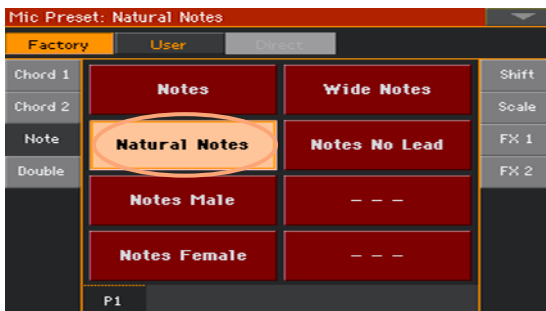 Mic Preset: Natural Notes
Factory User Direct
Chord 1
Chord 2
Note
Double
Notes
Wide Notes
Natural Notes
Notes No Lead
Notes Male
- - -
Notes Female
- - -
Shift
Scale
FX 1
FX 2
P1